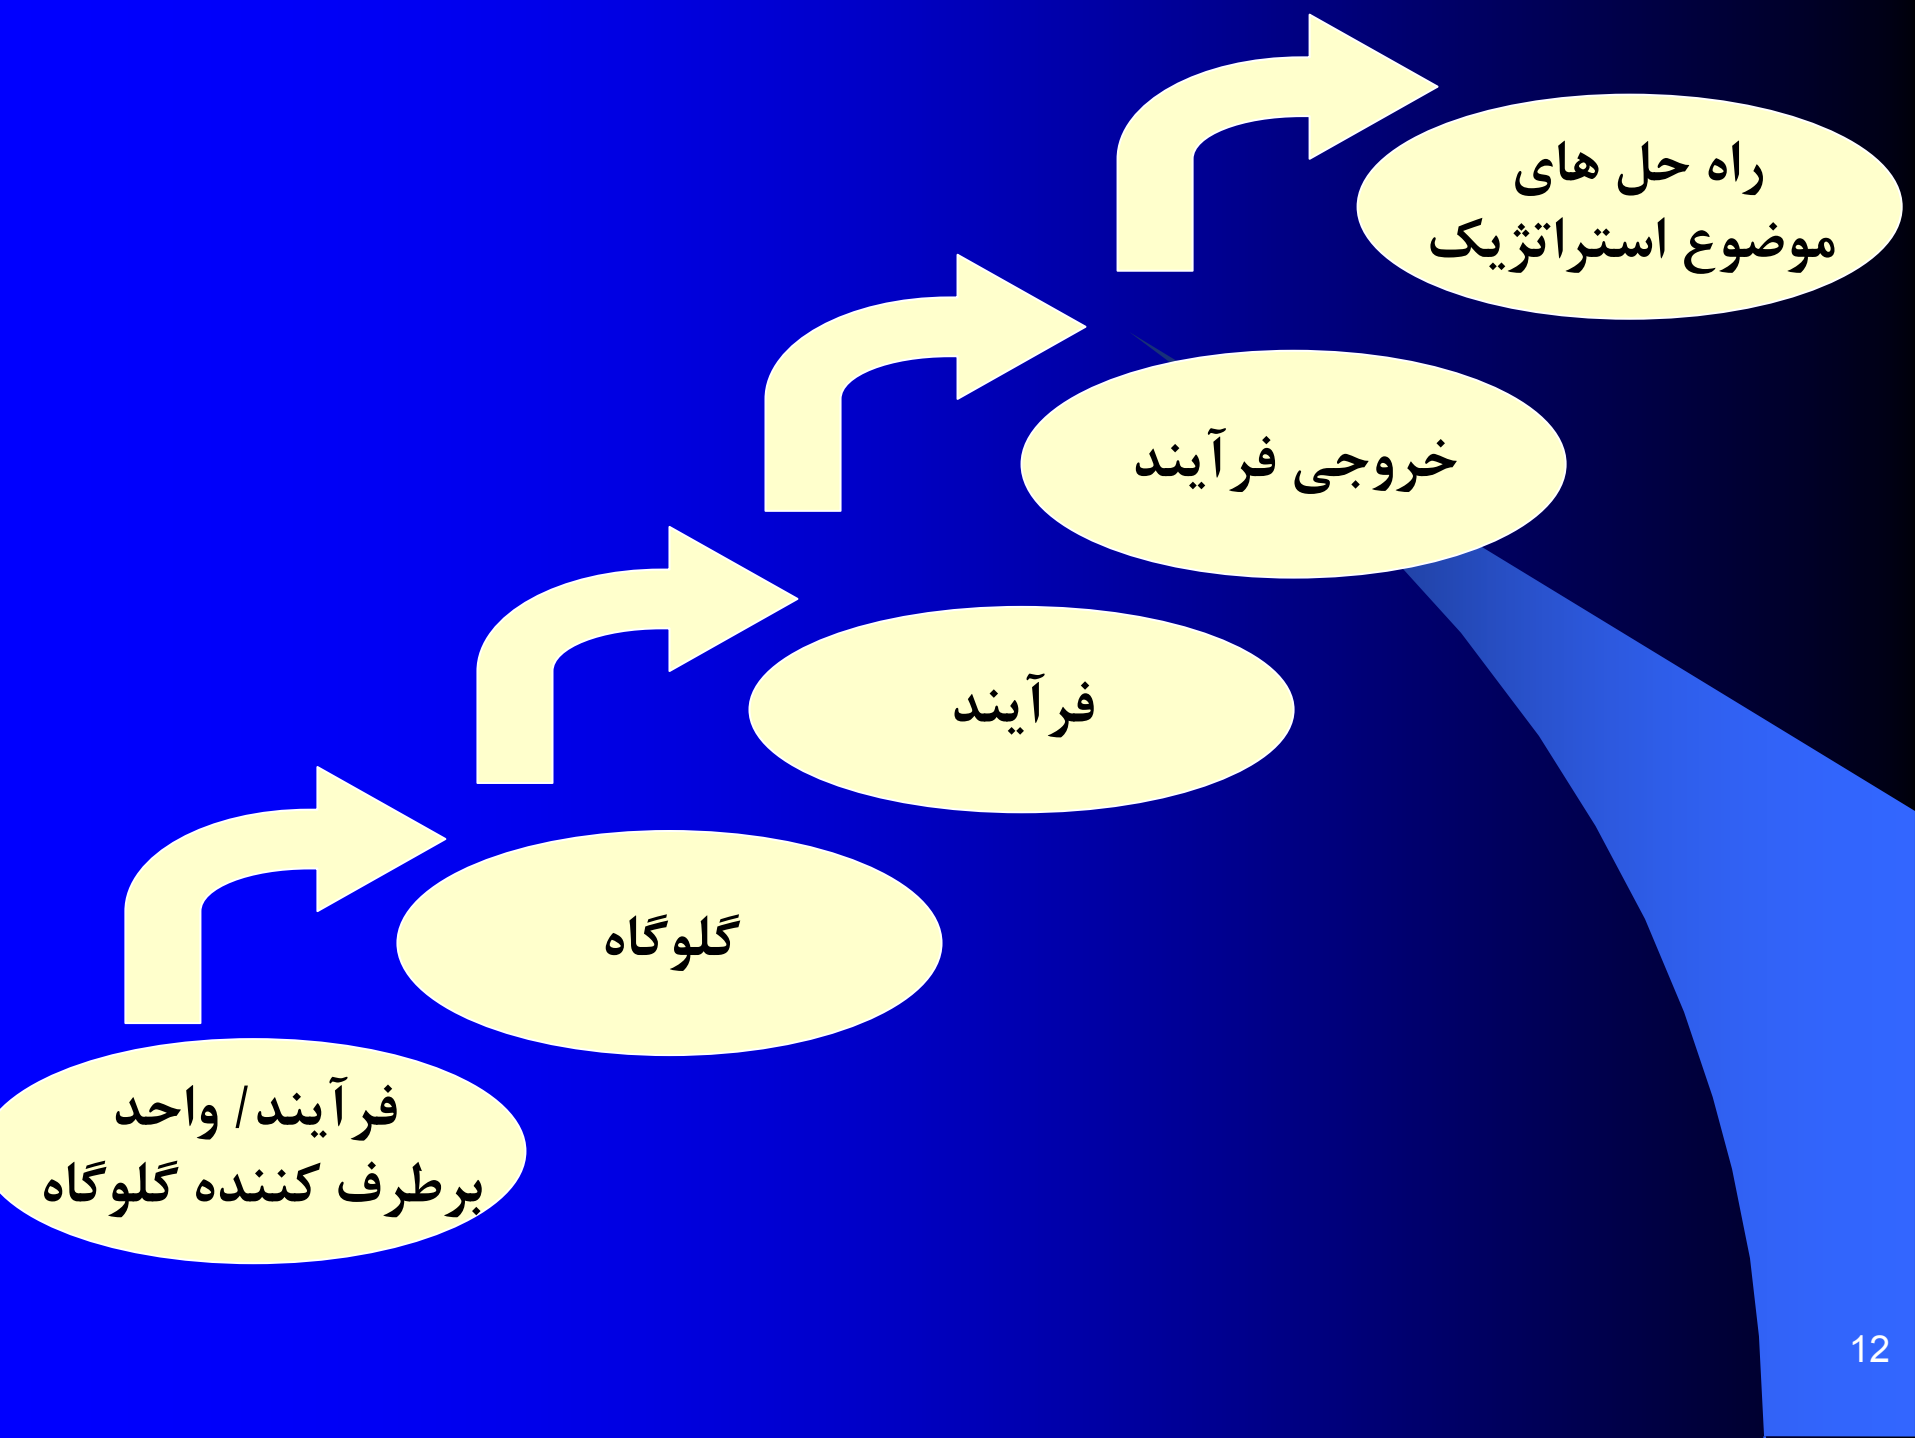 راه حل های
موضوع استراتژیک
خروجی فرآیند
فرآیند
گلوگاه
فرآیند/ واحد
برطرف کننده گلوگاه
12